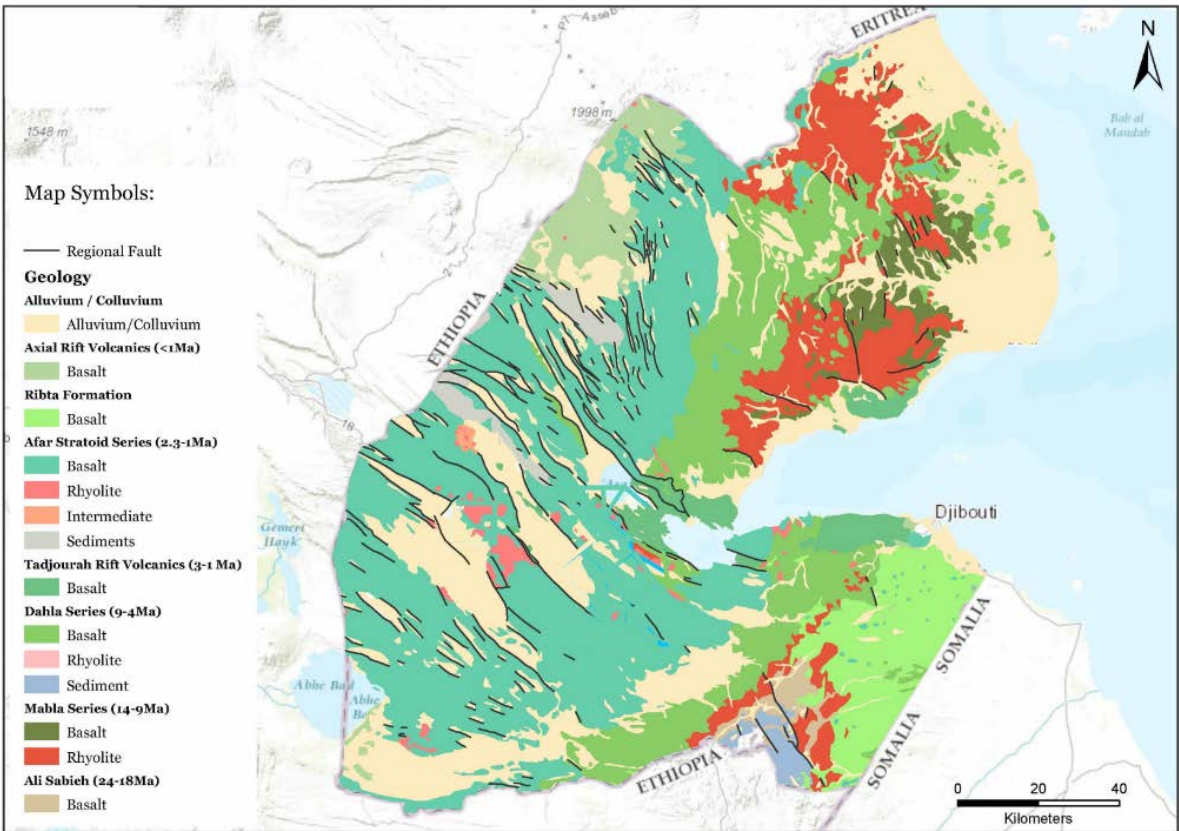 ERITREA
N
PT Assab
1998 m
1548 m
Bab al
Mandab
Map Symbols:
Regional Fault
Geology
Alluvium / Colluvium
Alluvium/Colluvium
Axial Rift Volcanics (<1Ma)
Basalt
Ribta Formation
Basalt
Afar Stratoid Series (2.3-1Ma)
Basalt
Rhyolite
Intermediate
Sediments
Tadjourah Rift Volcanics (3-1 Ma)
Basalt
Dahla Series (9-4Ma)
Basalt
Rhyolite
Sediment
Mabla Series (14-9Ma)
Basalt
Rhyolite
Ali Sabieh (24-18Ma)
Basalt
ETHIOPIA
Gemeri
Hayk
Djibouti
SOMALIA
SOMALIA
Abhe Bad
Abhe
ETHIOPIA
0 20 40
Kilometers